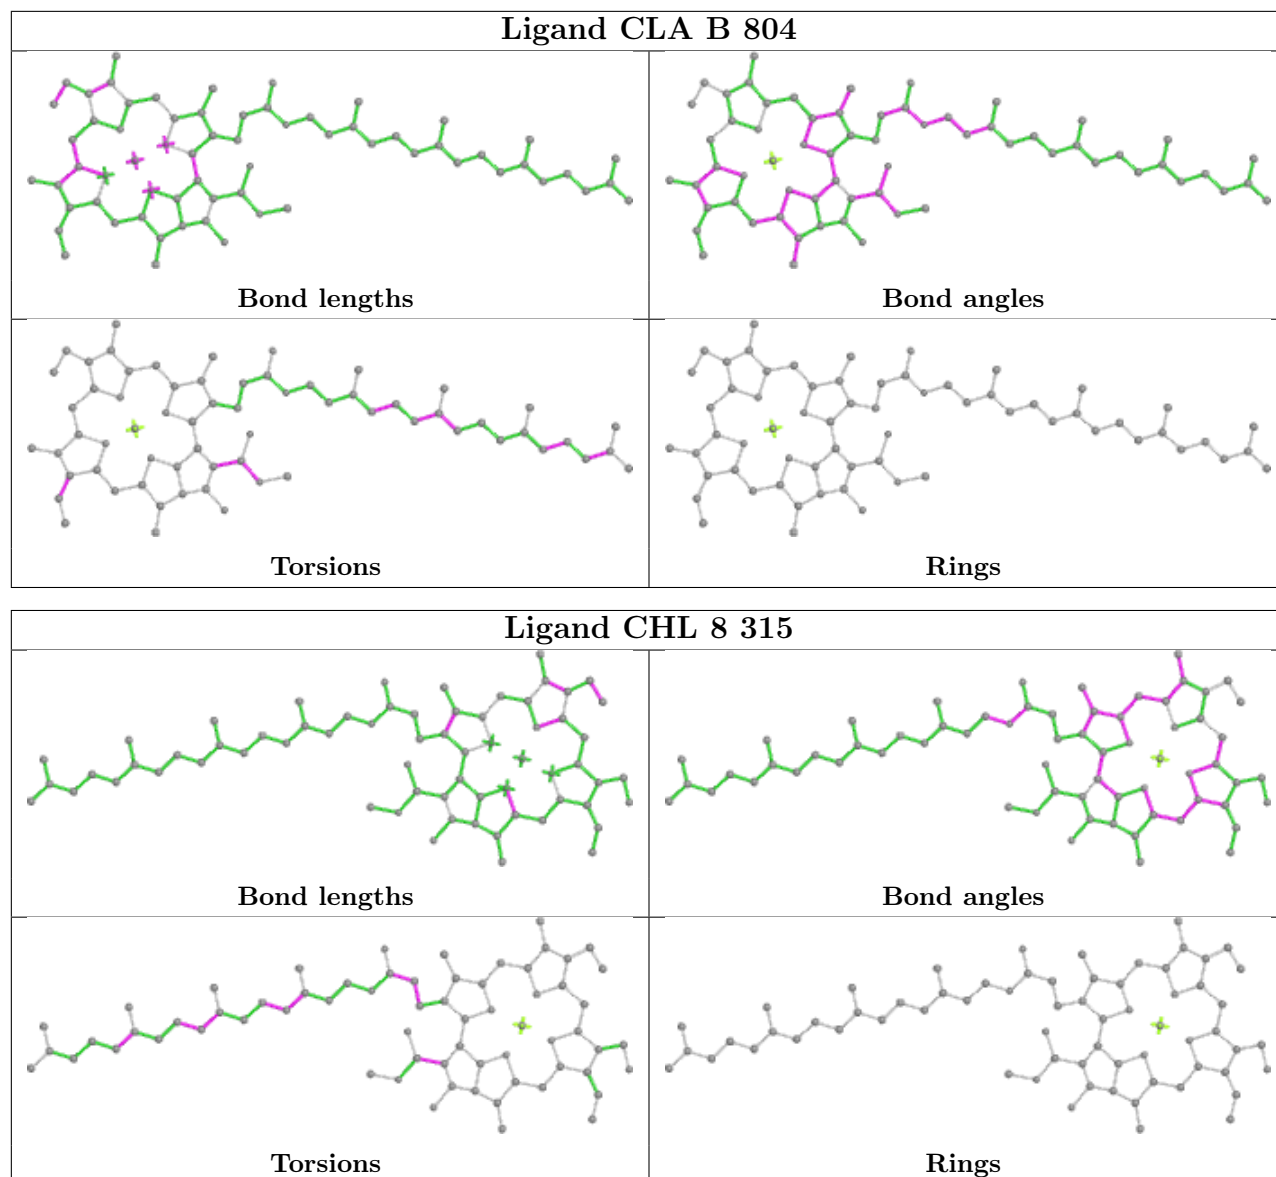 Ligand CLA B 804
Bond lengths
Bond angles
Torsions
Rings
Ligand CHL 8 315
Bond lengths
Bond angles
Torsions
Rings